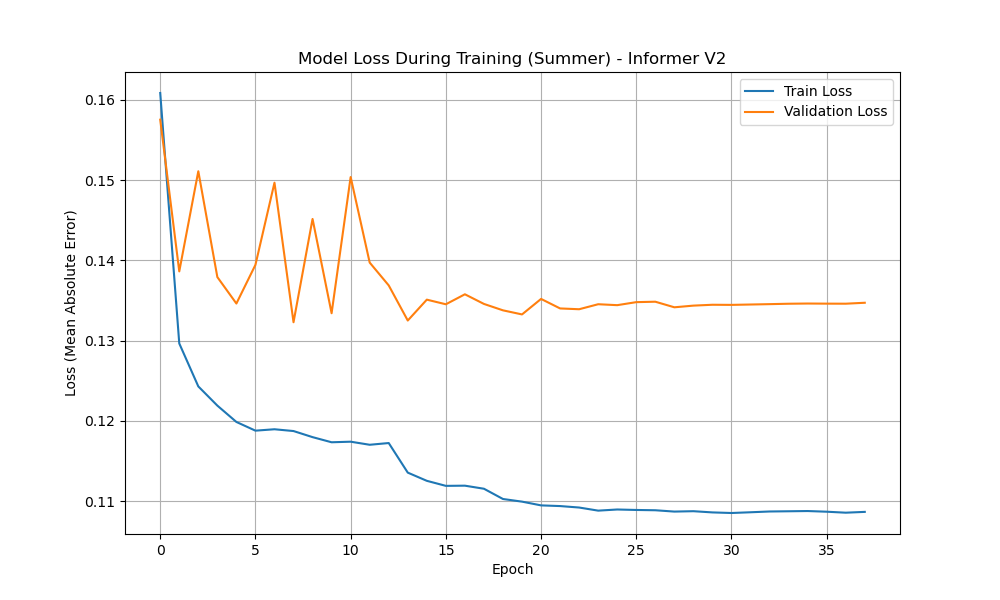 Model Loss During Training (Summer) - Informer V2
Train Loss
Validation Loss
Loss (Mean Absolute Error)
0.16
0.15
0.14
0.13
0.12
0.11
0 5 10 15 20 25 30 35
Epoch